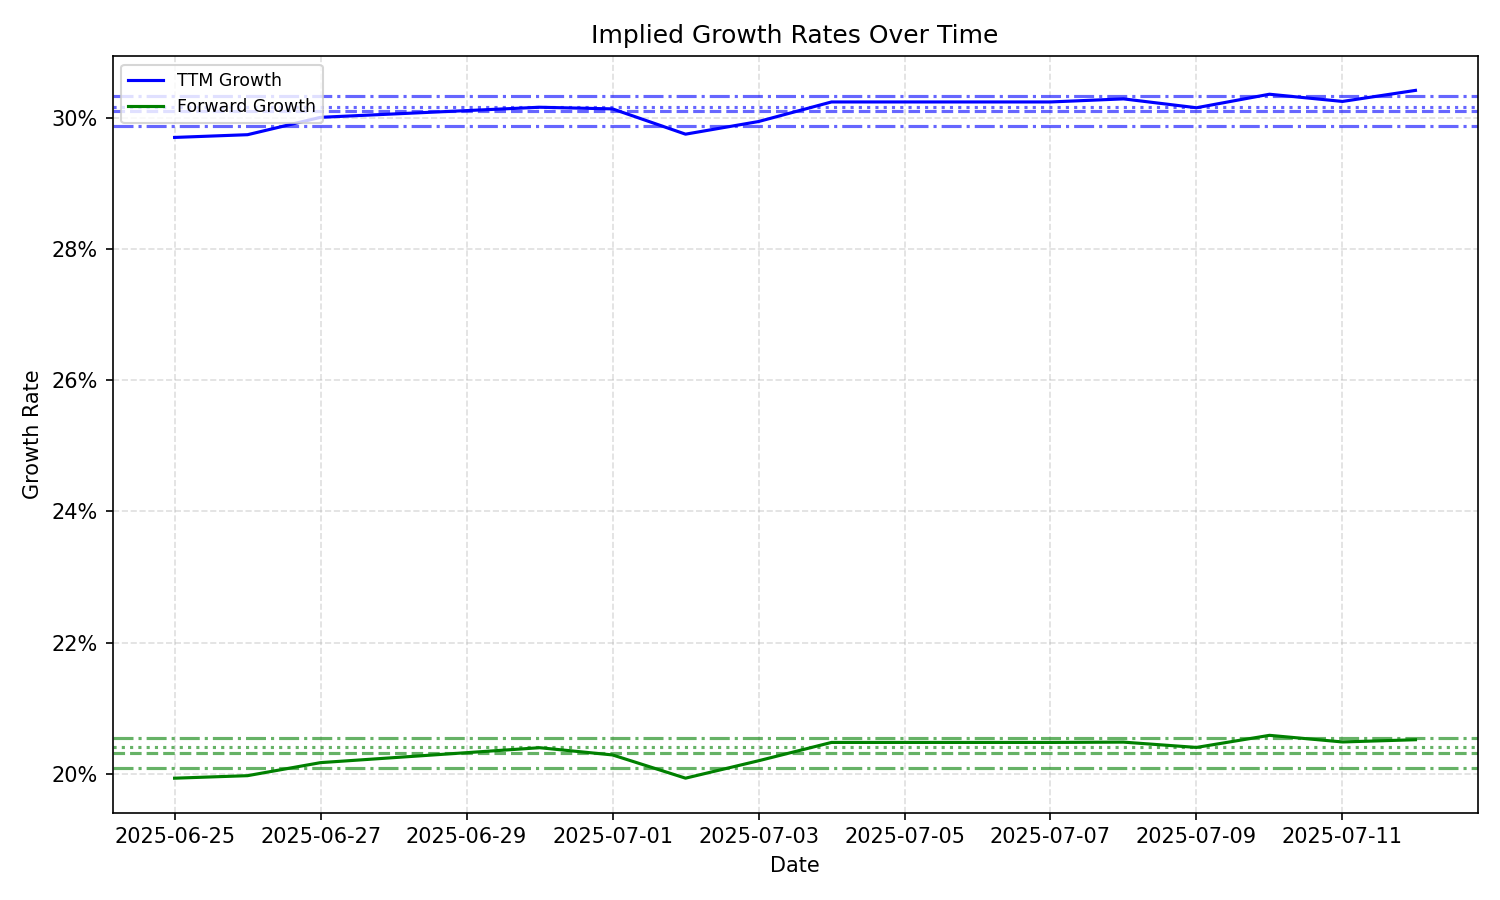 Implied Growth Rates Over Time
TTM Growth
Forward Growth
30%
28%
26%
24%
22%
20%
Growth Rate
2025-06-25 2025-06-27 2025-06-29 2025-07-01 2025-07-03 2025-07-05 2025-07-07 2025-07-09 2025-07-11
Date